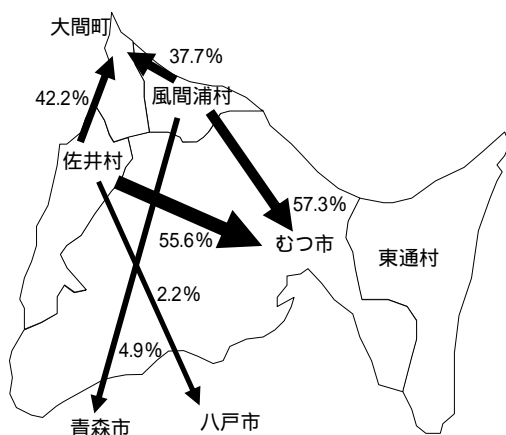 大間町
37.7%
風間浦村
42.2%
佐井村
57.3%
55.6%
むつ市
東通村
2.2%
4.9%
青森市
八戸市